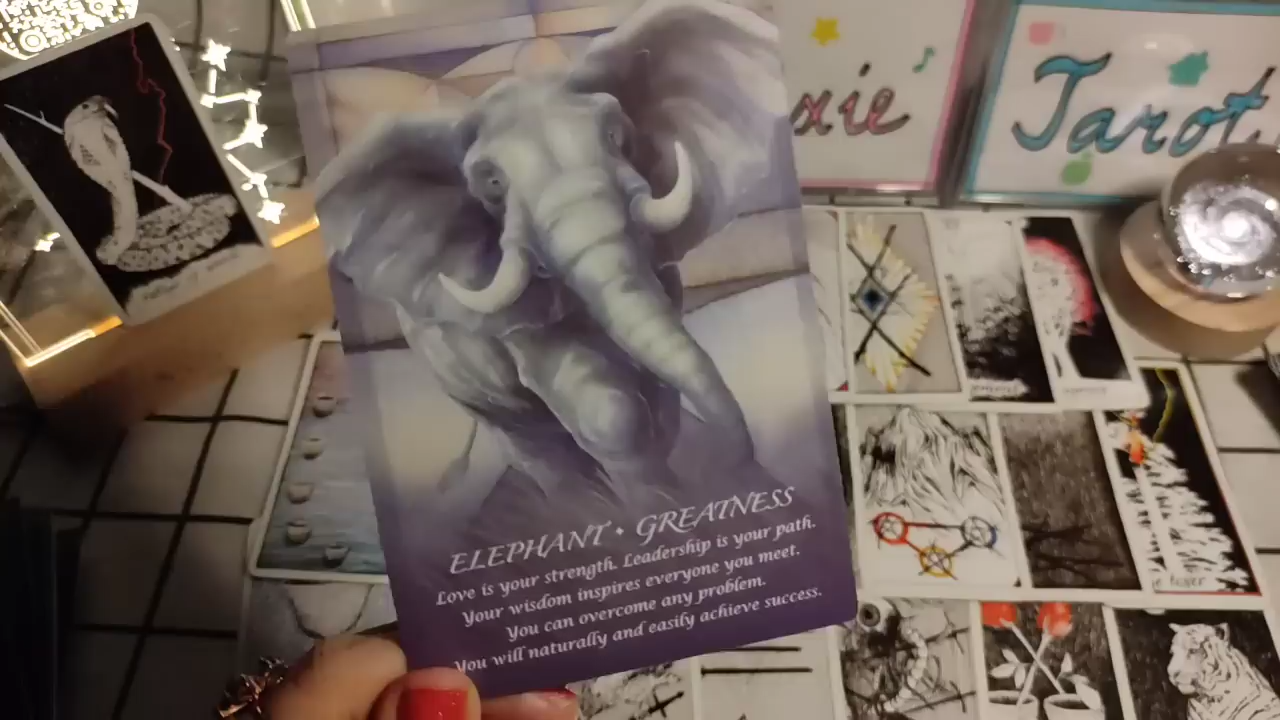 xie
Tarot
ELEPHANT • GREATNESS
Love is your strength. Leadership is your path.
Your wisdom inspires everyone you meet.
You can overcome any problem.
You will naturally and easily achieve success.